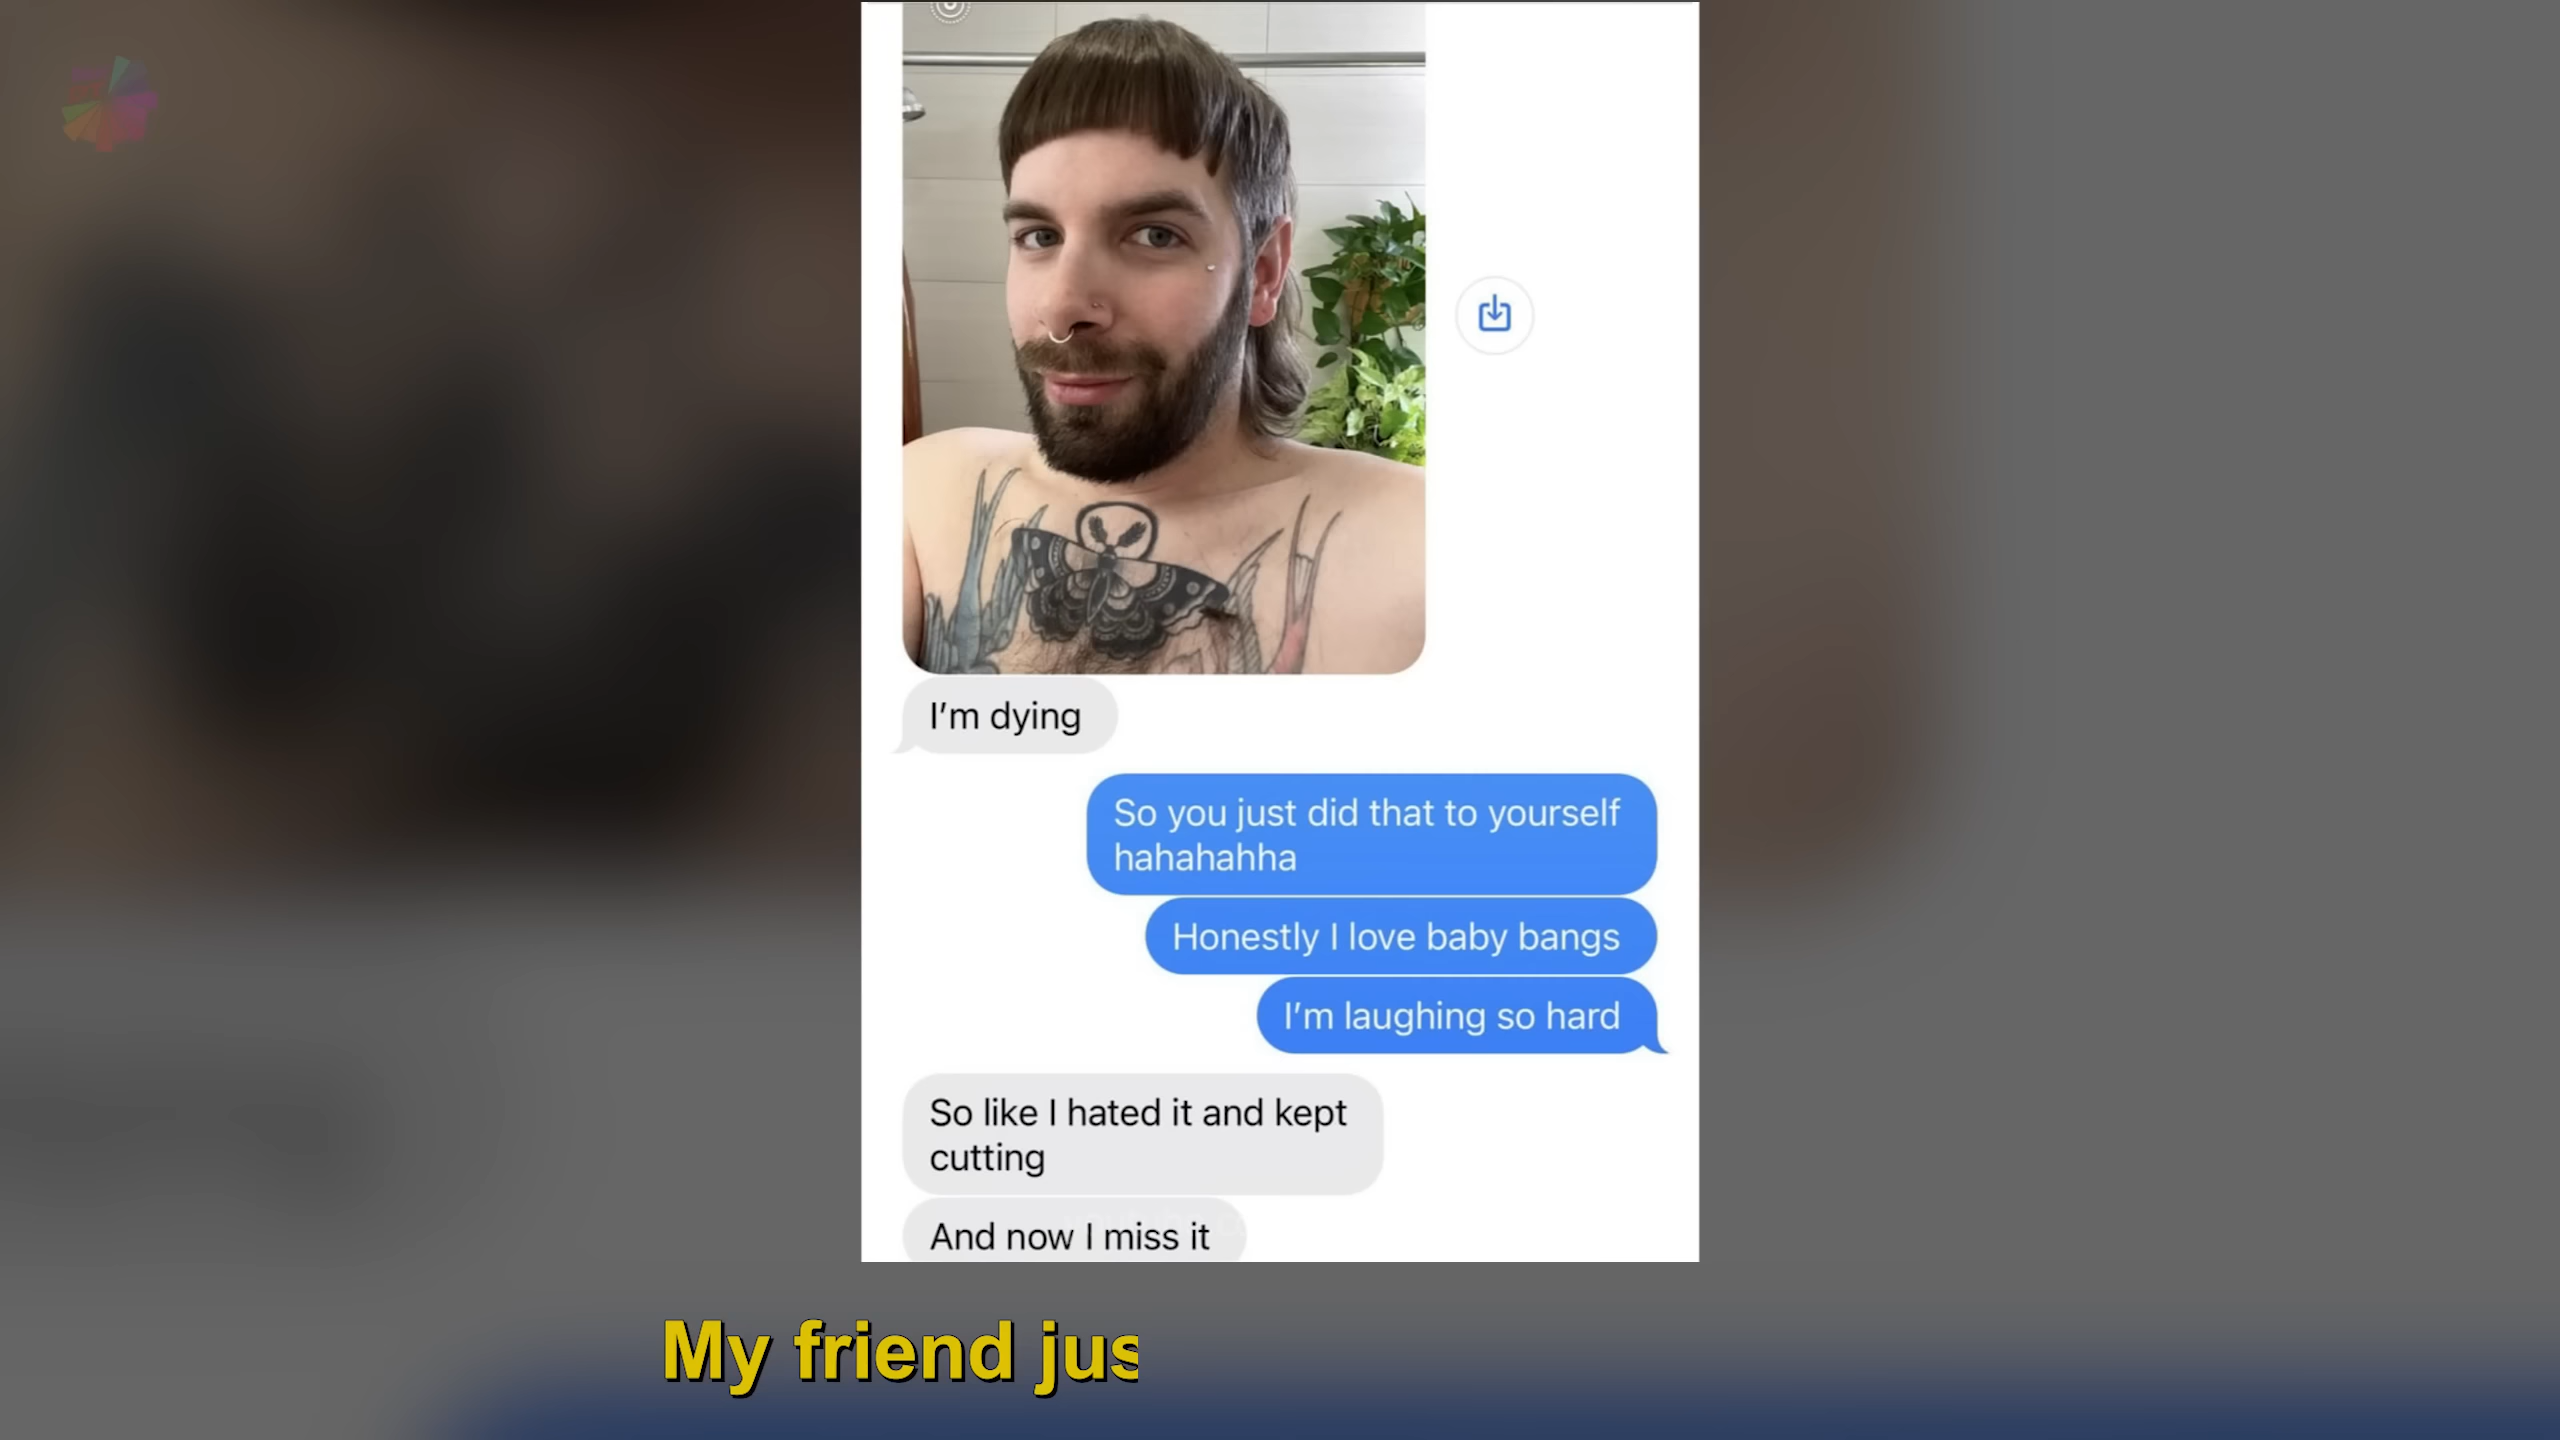 I'm dying
So you just did that to yourself
hahahahha
Honestly I love baby bangs
I'm laughing so hard
So like I hated it and kept
cutting
And now I miss it
My friend jus